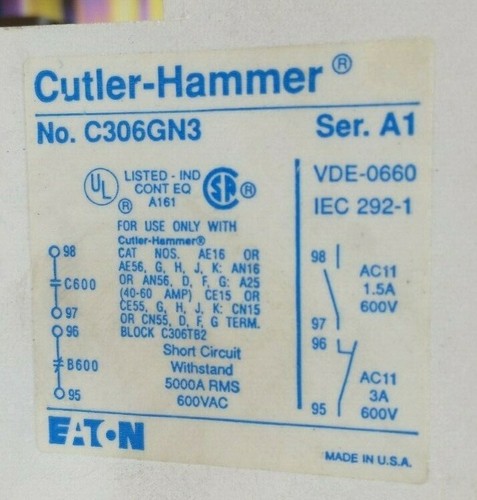 Cutler-Hammer®
No. C306GN3 Ser. A1
UL ® LISTED - IND
CONT EQ
A161
SA ®
VDE-0660
IEC 292-1
FOR USE ONLY WITH
Cutler-Hammer®
CAT NOS. AE16 OR
AE56, G, H, J, K: AN16
OR AN56, D, F, G: A25
(40-60 AMP) CE15 OR
CE55, G, H, J, K: CN15
OR CN55, D, F, G TERM.
BLOCK C306TB2
Short Circuit
Withstand
5000A RMS
600VAC
98
C600
97
96
B600
95
98
AC11
1.5A
600V
97
96
AC11
3A
95 600V
EATON
MADE IN U.S.A.